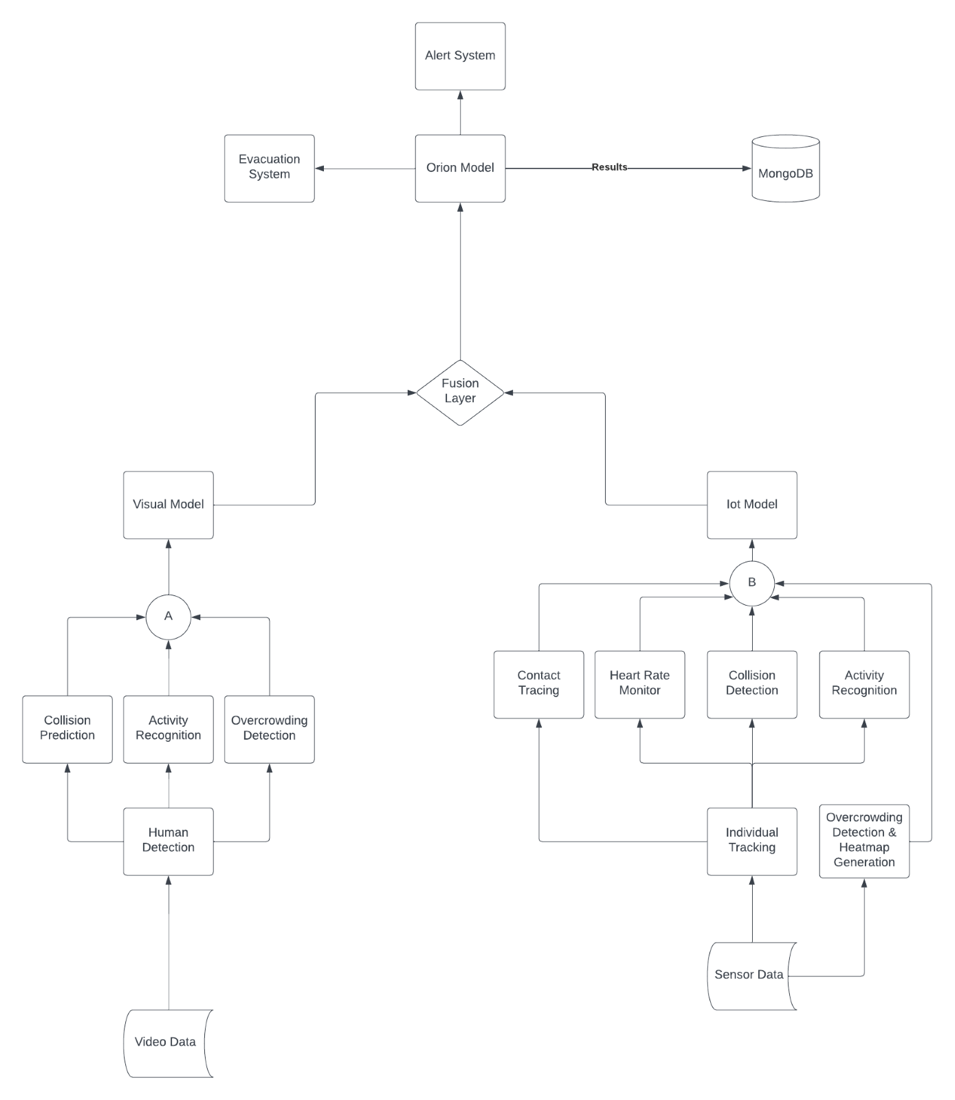 Alert System
Evacuation
System
Orion Model
Results
MongoDB
Fusion
Layer
Visual Model
Iot Model
A
B
Contact
Tracing
Heart Rate
Monitor
Collision
Detection
Activity
Recognition
Collision
Prediction
Activity
Recognition
Overcrowding
Detection
Human
Detection
Individual
Tracking
Overcrowding
Detection &
Heatmap
Generation
Sensor Data
Video Data